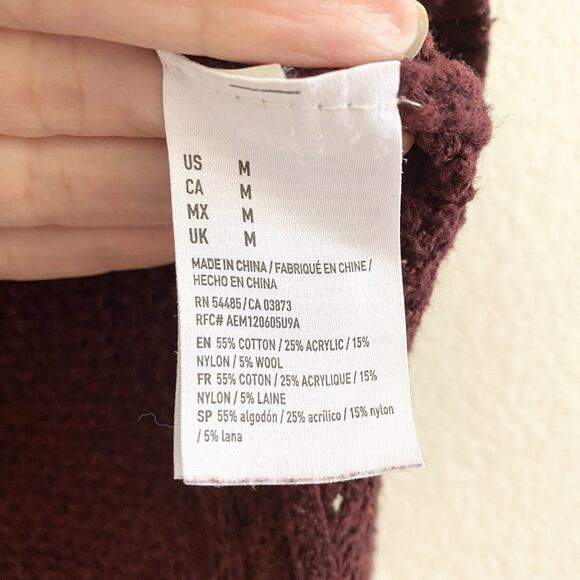 US M
CA M
MX M
UK M
MADE IN CHINA / FABRIQUÉ EN CHINE /
HECHO EN CHINA
RN 54485 / CA 03873
RFC# AEM120605U9A
EN 55% COTTON / 25% ACRYLIC / 15%
NYLON / 5% WOOL
FR 55% COTON / 25% ACRYLIQUE / 15%
NYLON / 5% LAINE
SP 55% algodón / 25% acrílico / 15% nylon
/ 5% lana